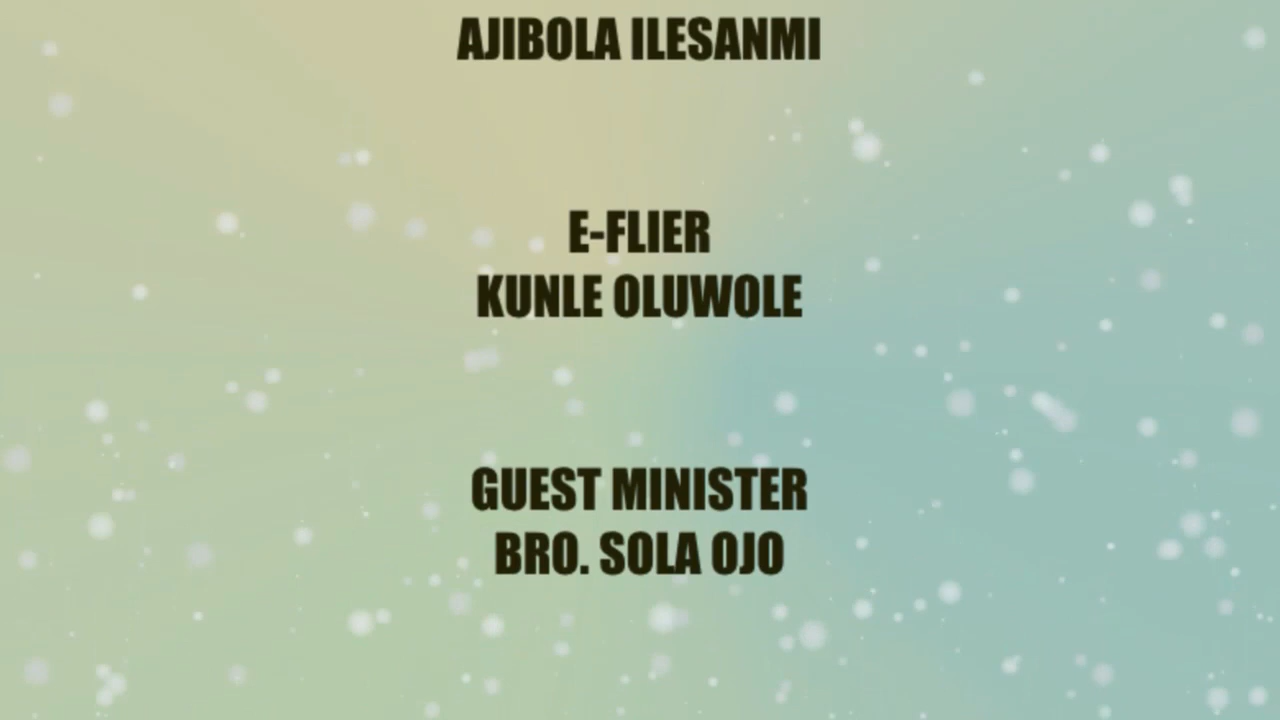 AJIBOLA ILESANMI
E-FLIER
KUNLE OLUWOLE
GUEST MINISTER
BRO. SOLA OJO